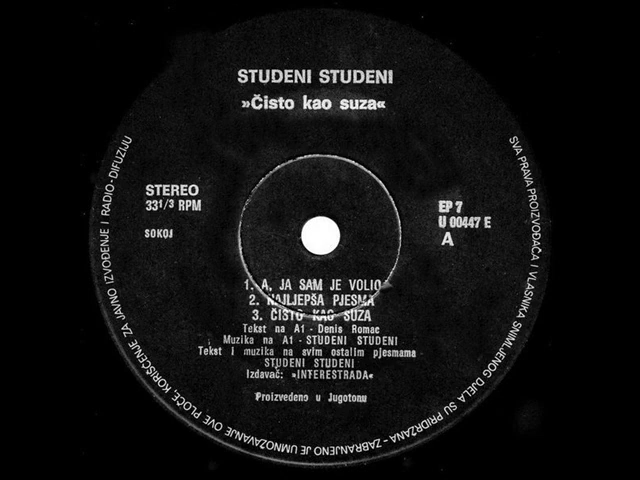 STUDENI STUDENI
»Čisto kao suza«
STEREO
33 1/3 RPM
SOKOJ
EP 7
U 00447 E
A
1. A, JA SAM JE VOLIO
2. NAJLJEPŠA PJESMA
3. ČISTO KAO SUZA
Tekst na A1 - Denis Romac
Muzika na A1 - STUDENI STUDENI
Tekst i muzika na svim ostalim pjesmama
STUDENI STUDENI
Izdavač: »INTERESTRADA«
Proizvedeno u Jugotonu
SVA PRAVA PROIZVOĐAČA I VLASNIKA SNIMLJENOG DJELA SU PRIDRŽANA - ZABRANJENO JE UMNOŽAVANJE OVE PLOČE, KORIŠĆENJE ZA JAVNO IZVOĐENJE I RADIO-DIFUZIJU